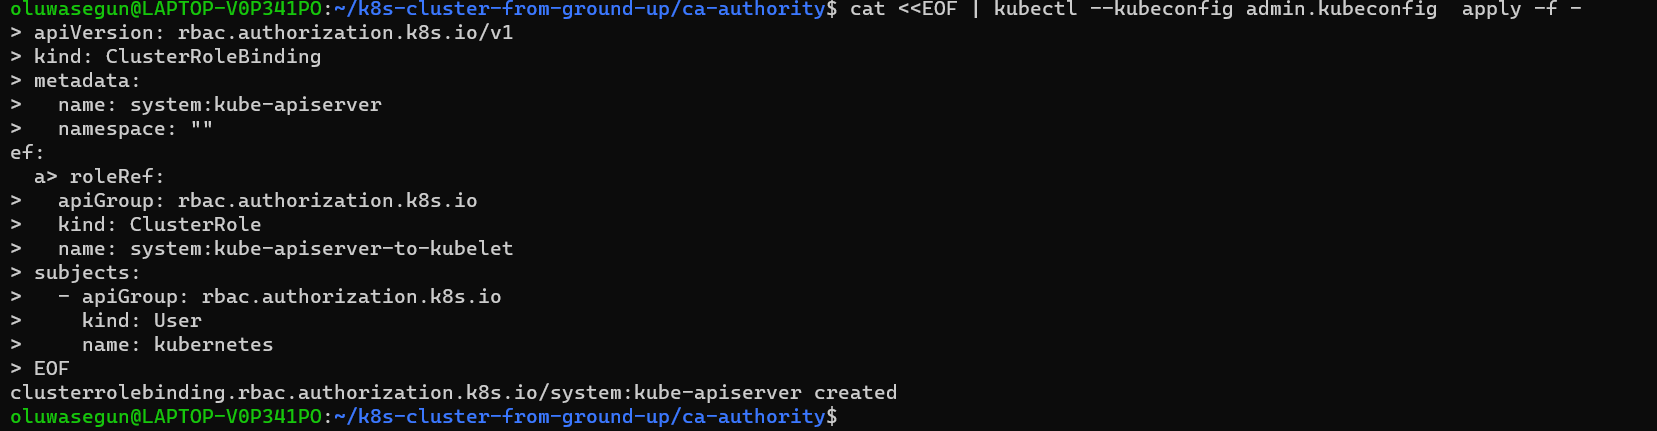 oluwasegun@LAPTOP-V0P341PO:~/k8s-cluster-from-ground-up/ca-authority$ cat <<EOF | kubectl --kubeconfig admin.kubeconfig  apply -f -
> apiVersion: rbac.authorization.k8s.io/v1
> kind: ClusterRoleBinding
> metadata:
>   name: system:kube-apiserver
>   namespace: ""
ef:
  a> roleRef:
>   apiGroup: rbac.authorization.k8s.io
>   kind: ClusterRole
>   name: system:kube-apiserver-to-kubelet
> subjects:
>   - apiGroup: rbac.authorization.k8s.io
>     kind: User
>     name: kubernetes
> EOF
clusterrolebinding.rbac.authorization.k8s.io/system:kube-apiserver created
oluwasegun@LAPTOP-V0P341PO:~/k8s-cluster-from-ground-up/ca-authority$